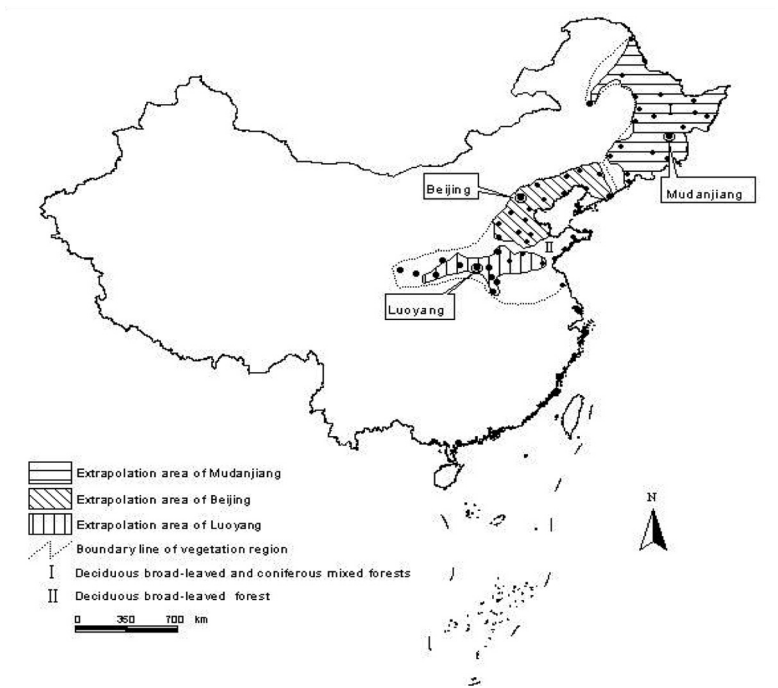 I
Beijing
Mudanjiang
II
Luoyang
Extrapolation area of Mudanjiang
Extrapolation area of Beijing
N
Extrapolation area of Luoyang
Boundary line of vegetation region
I Deciduous broad-leaved and coniferous mixed forests
II Deciduous broad-leaved forest
0 350 700 km